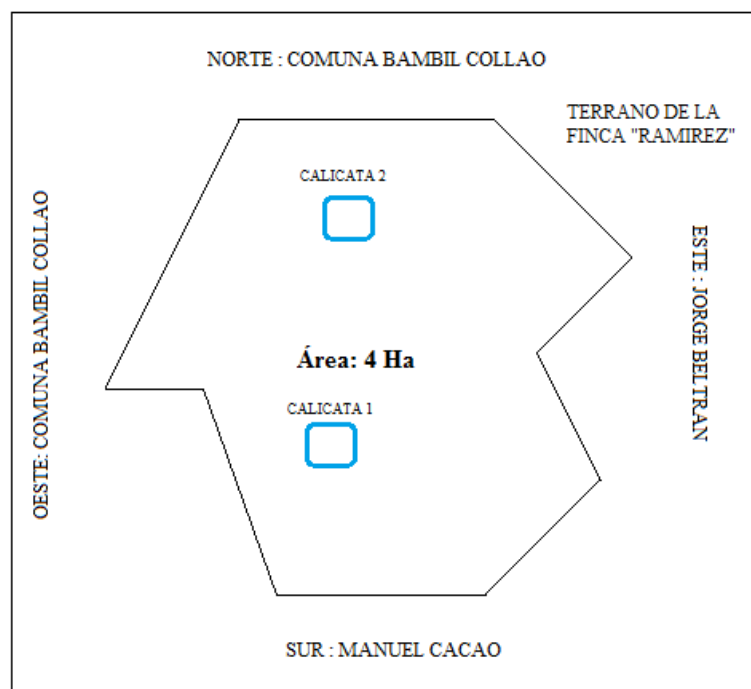 NORTE : COMUNA BAMBIL COLLAO
TERRANO DE LA
FINCA "RAMIREZ"
CALICATA 2
OESTE: COMUNA BAMBIL COLLAO
ESTE : JORGE BELTRAN
Área: 4 Ha
CALICATA 1
SUR : MANUEL CACAO